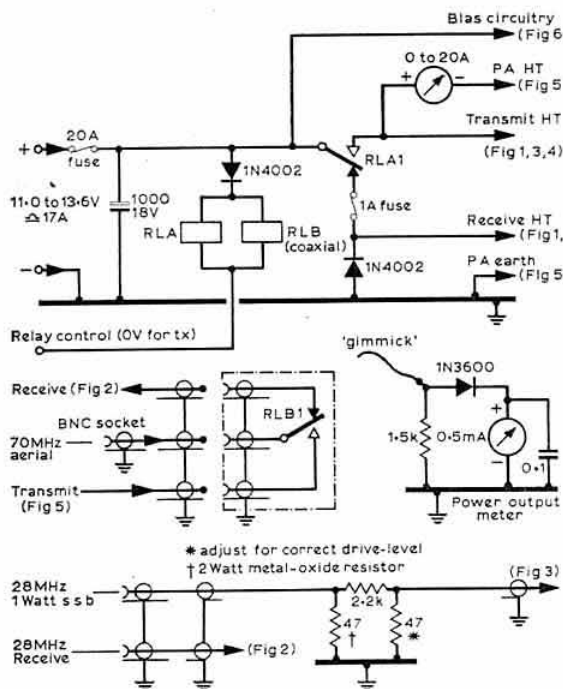 Bias circuitry
(Fig 6
0 to 20A
+ −
PA HT
(Fig 5
Transmit HT
(Fig 1,3,4)
20A
fuse
+
RLA1
1N4002
1A fuse
11·0 to 13·6V
≏ 17A
1000
18V
RLA
RLB
(coaxial)
Receive HT
(Fig 1,
1N4002
PA earth
(Fig 5
−
Relay control (0V for tx)
'gimmick'
1N3600
Receive (Fig 2)
RLB1
BNC socket
70MHz
aerial
+
1·5k
0·5mA
−
0·1
Transmit
(Fig 5)
Power output
meter
* adjust for correct drive-level
† 2Watt metal-oxide resistor
28MHz
1Watt ssb
2·2k
(Fig 3)
47
†
47
*
28MHz
Receive
(Fig 2)